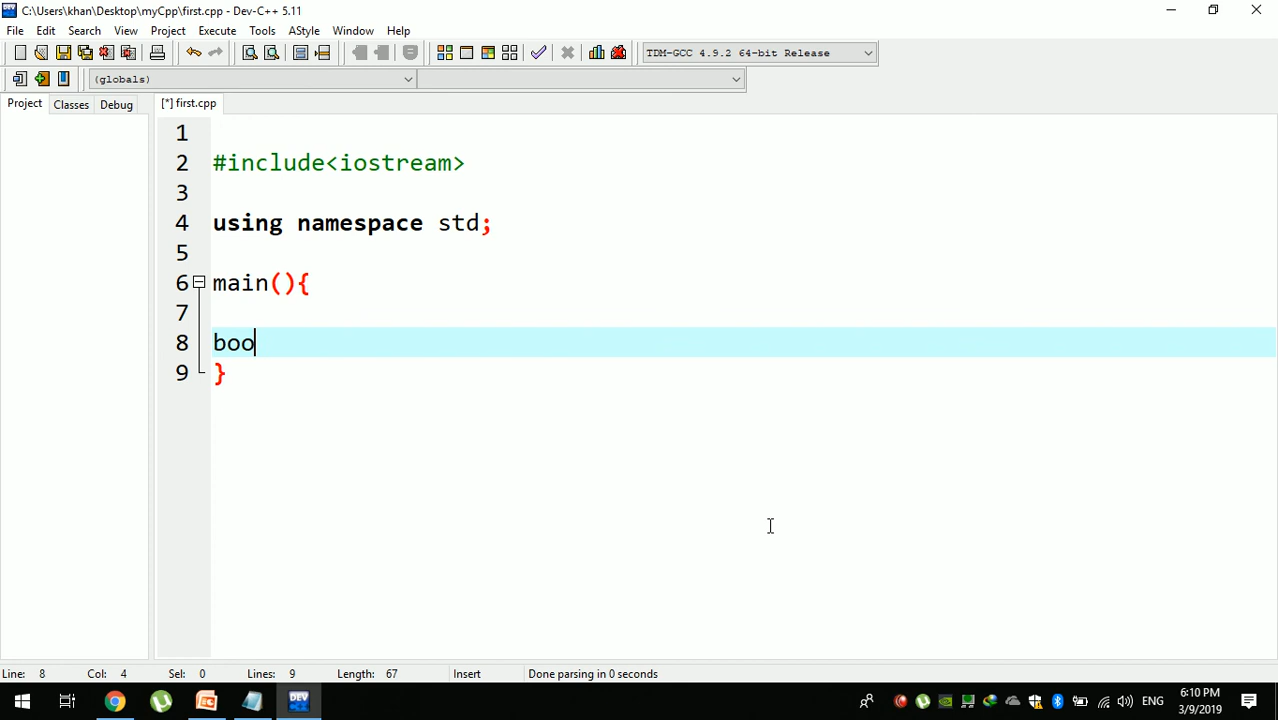 C:\Users\khan\Desktop\myCpp\first.cpp - Dev-C++ 5.11
File Edit Search View Project Execute Tools AStyle Window Help
TDM-GCC 4.9.2 64-bit Release
(globals)
Project Classes Debug [*] first.cpp
1
2 #include<iostream>
3
4 using namespace std;
5
6 main(){
7
8 boo
9 }
Line: 8 Col: 4 Sel: 0 Lines: 9 Length: 67 Insert Done parsing in 0 seconds
DEV ENG 6:10 PM
3/9/2019